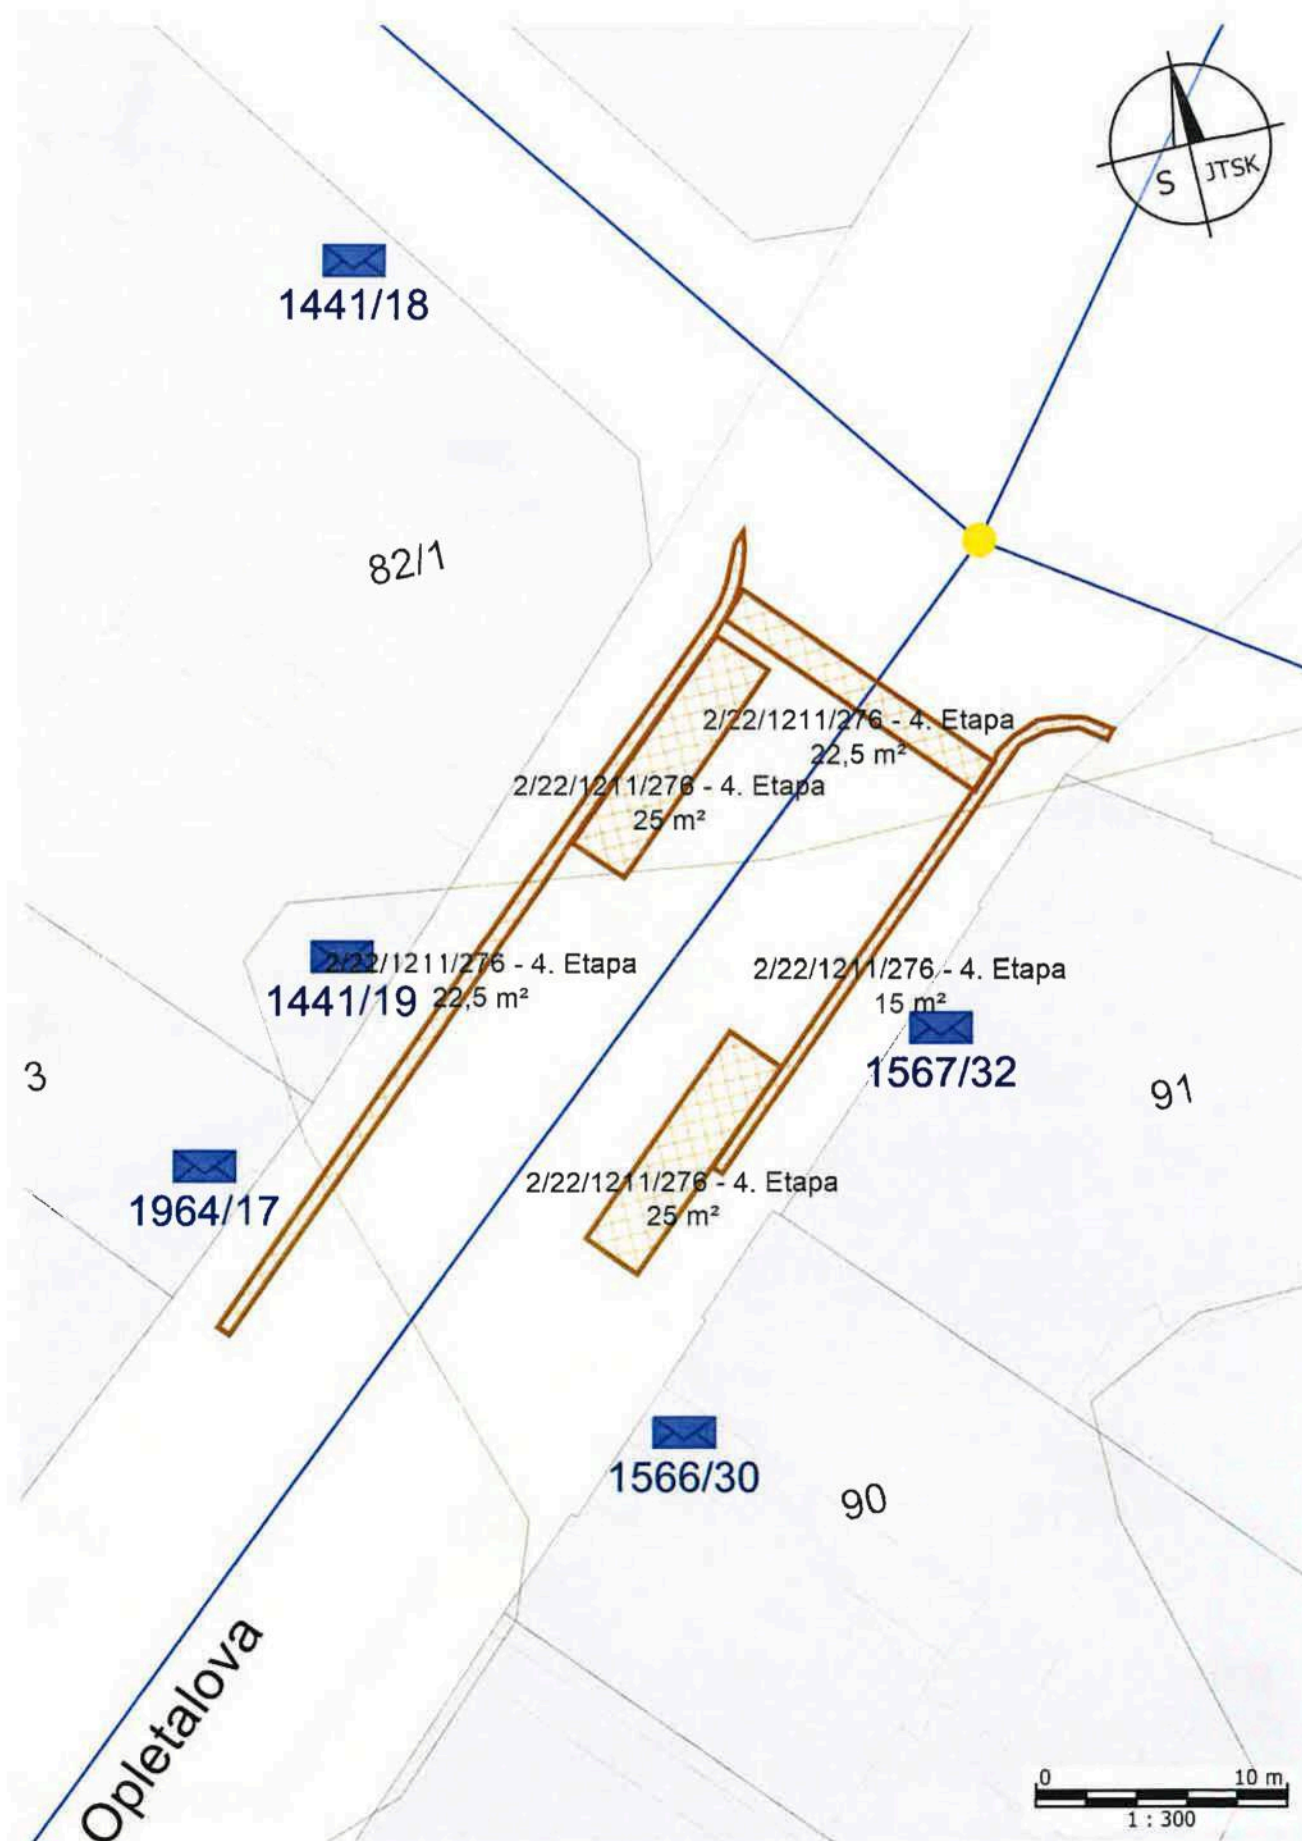 S JTSK
1441/18
82/1
2/22/1211/276 - 4. Etapa
22,5 m²
2/22/1211/276 - 4. Etapa
25 m²
2/22/1211/276 - 4. Etapa
22,5 m²
1441/19
2/22/1211/276 - 4. Etapa
15 m²
1567/32
3
91
1964/17
2/22/1211/276 - 4. Etapa
25 m²
1566/30
90
Opletalova
0 10 m
1 : 300